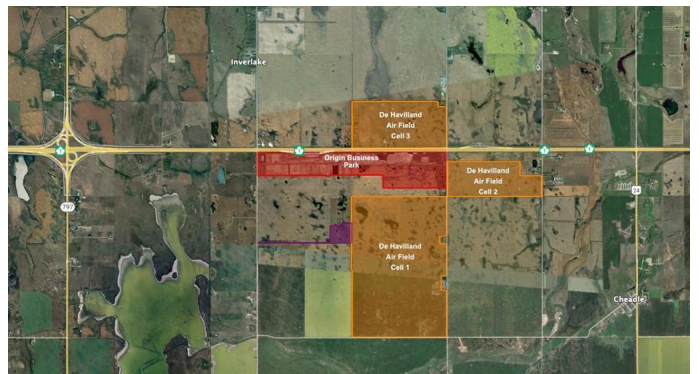 Inverlake
De Havilland
Air Field
Cell 3
1
Origin Business
Park
De Havilland
Air Field
Cell 2
797
24
De Havilland
Air Field
Cell 1
Cheadle